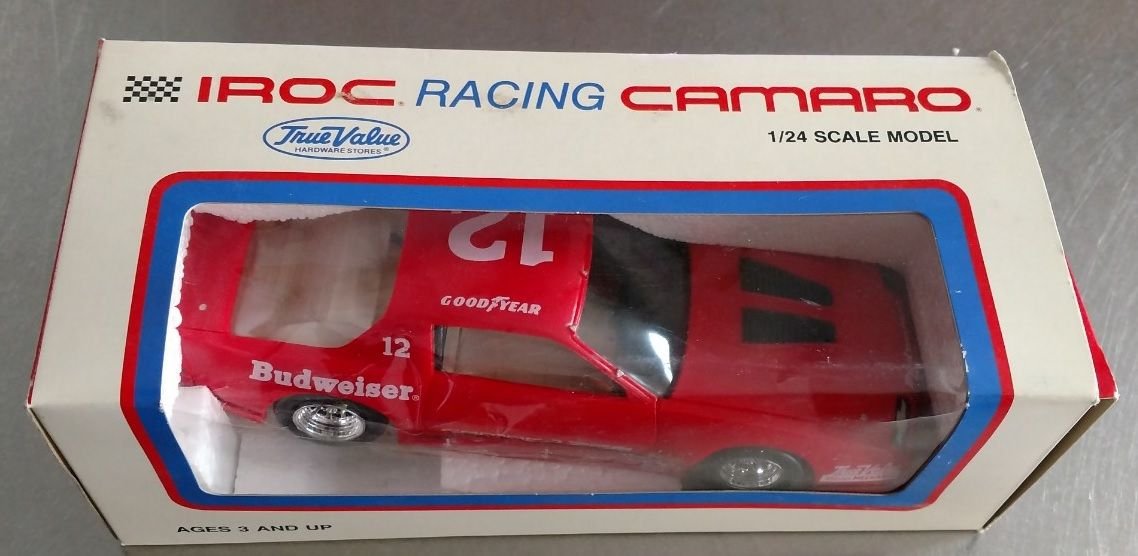 IROC RACING CAMARO
True Value
HARDWARE STORES®
1/24 SCALE MODEL
12
GOODYEAR
12
Budweiser®
True Value
AGES 3 AND UP